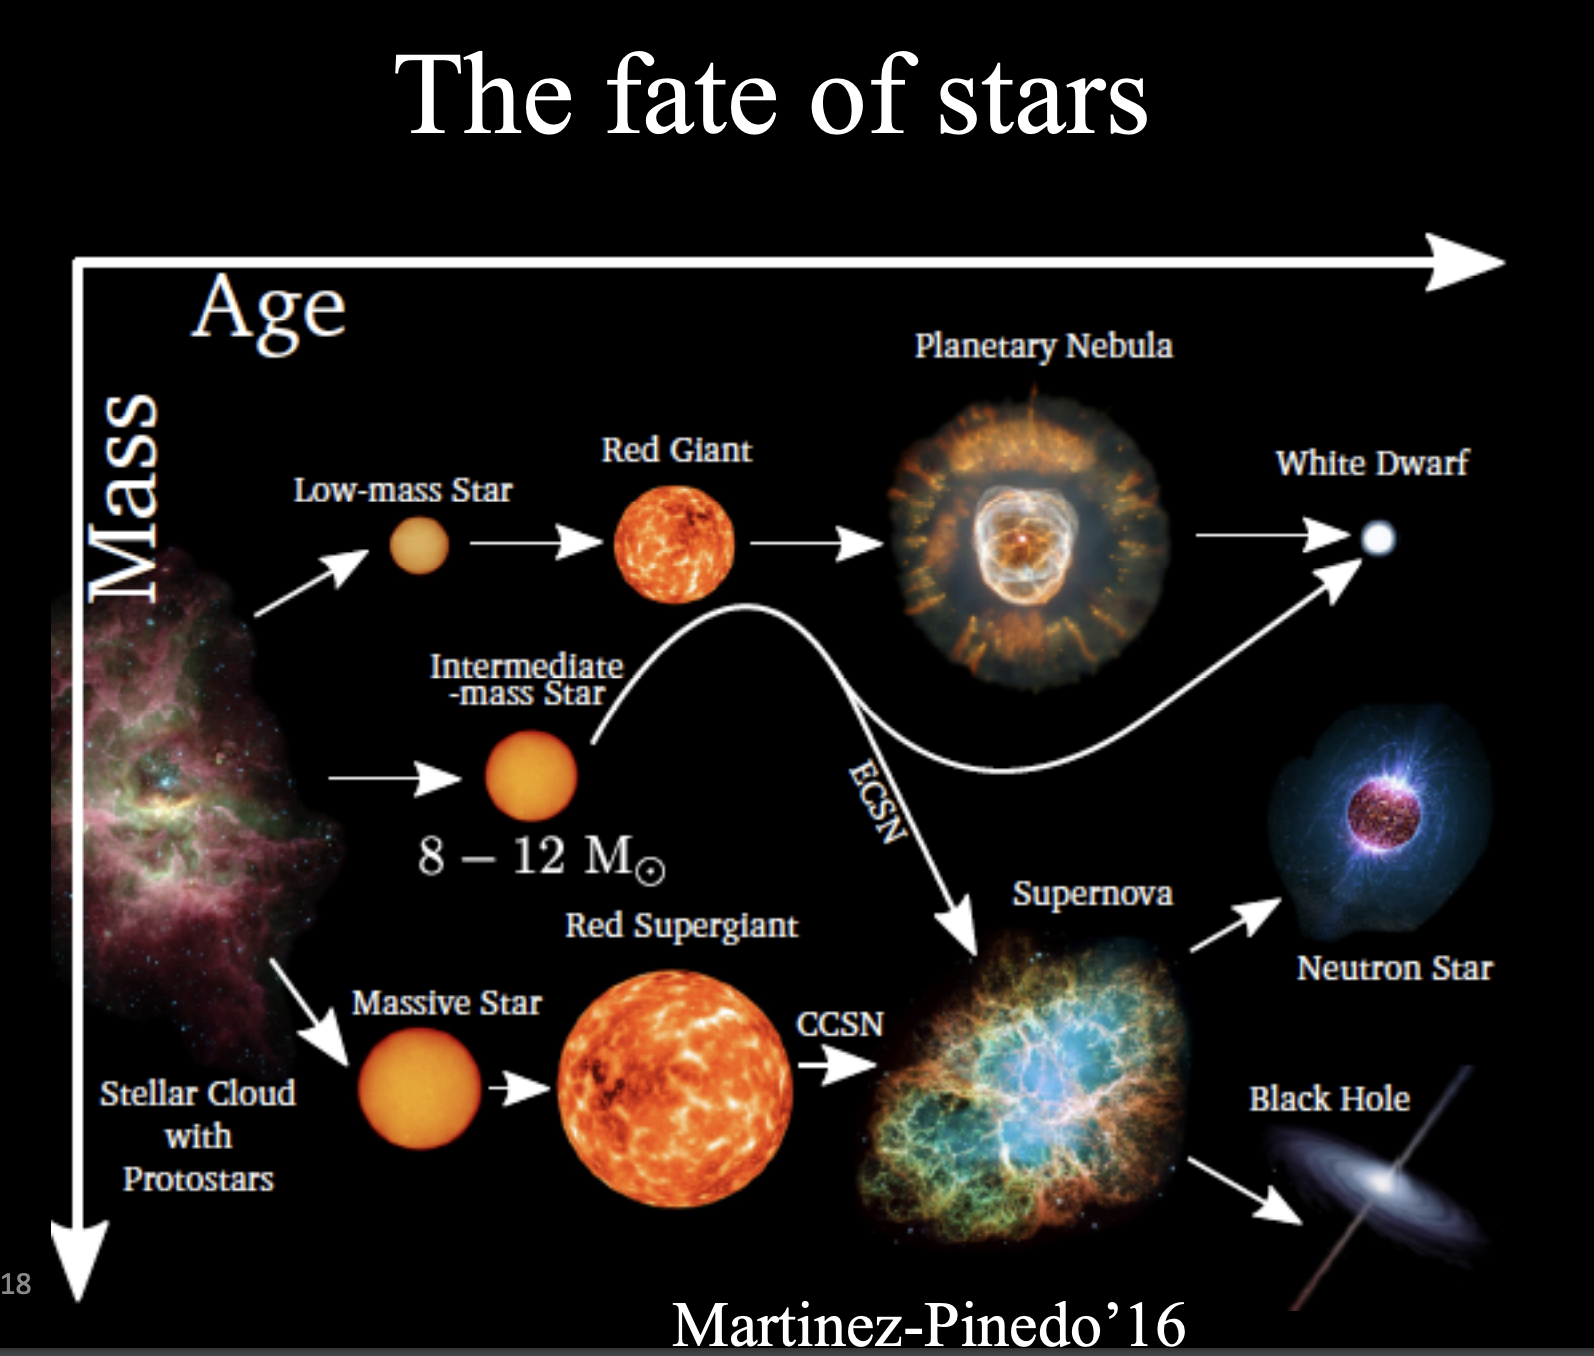 The fate of stars
Age
Mass
Planetary Nebula
Red Giant
White Dwarf
Low-mass Star
Intermediate
-mass Star
8 – 12 M⊙
ECSN
Supernova
Neutron Star
Red Supergiant
Massive Star
CCSN
Black Hole
Stellar Cloud
with
Protostars
18
Martinez-Pinedo’16